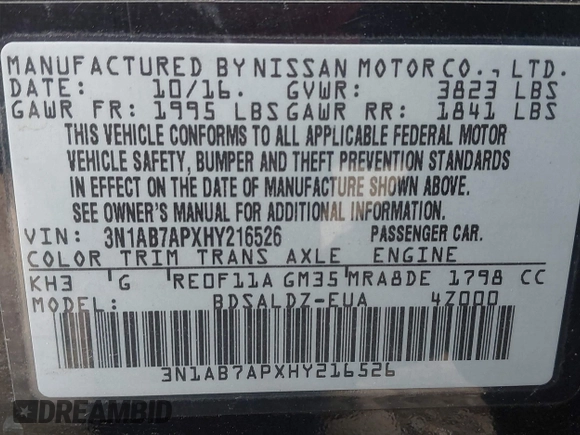 MANUFACTURED BY NISSAN MOTOR CO., LTD.
DATE: 10/16. GVWR: 3823 LBS
GAWR FR: 1995 LBS GAWR RR: 1841 LBS
THIS VEHICLE CONFORMS TO ALL APPLICABLE FEDERAL MOTOR
VEHICLE SAFETY, BUMPER AND THEFT PREVENTION STANDARDS
IN EFFECT ON THE DATE OF MANUFACTURE SHOWN ABOVE.
SEE OWNER'S MANUAL FOR ADDITIONAL INFORMATION.
VIN: 3N1AB7APXHY216526 PASSENGER CAR.
COLOR TRIM TRANS AXLE ENGINE
KH3 G RE0F11A GM35 MRA8DE 1798 CC
MODEL: BDSALDZ-EUA 4Z000
3N1AB7APXHY216526
DREAMBID